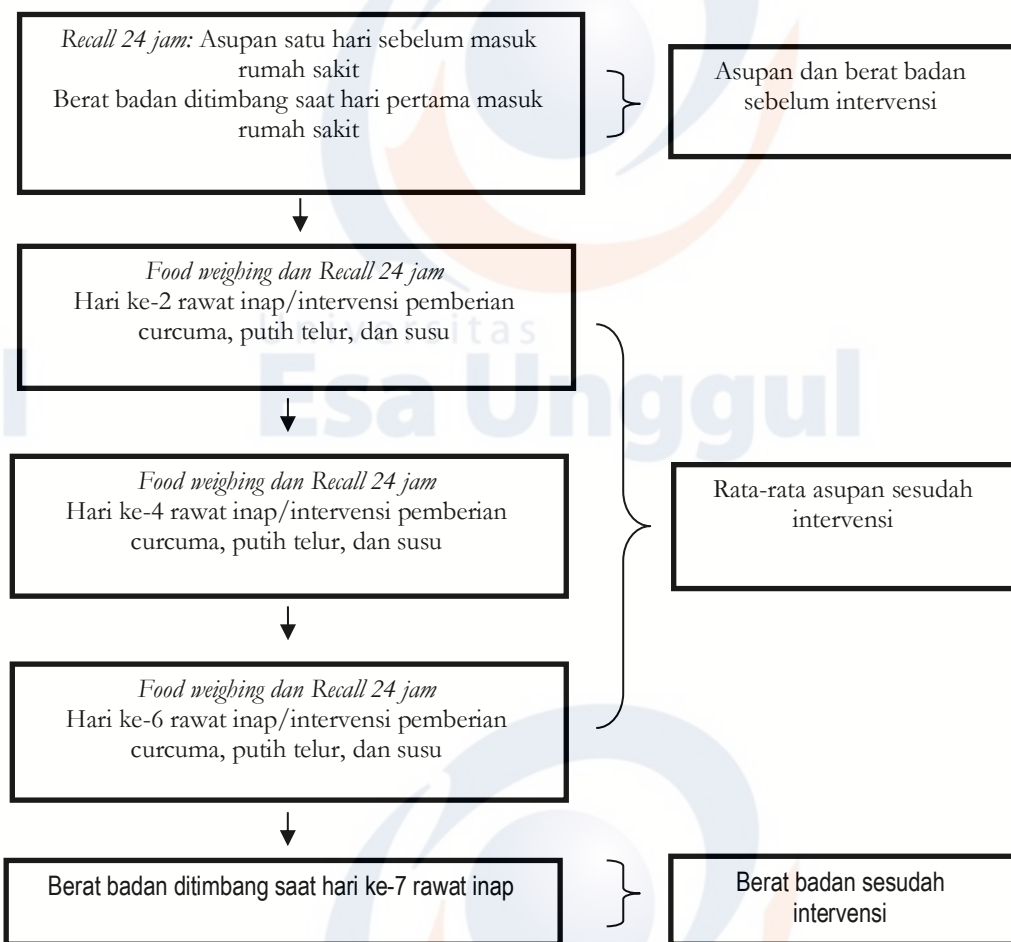 Recall 24 jam: Asupan satu hari sebelum masuk
rumah sakit
Berat badan ditimbang saat hari pertama masuk
rumah sakit
Asupan dan berat badan
sebelum intervensi
Food weighing dan Recall 24 jam
Hari ke-2 rawat inap/intervensi pemberian
curcuma, putih telur, dan susu
Universitas
Esa Unggul
l
Food weighing dan Recall 24 jam
Hari ke-4 rawat inap/intervensi pemberian
curcuma, putih telur, dan susu
Rata-rata asupan sesudah
intervensi
Food weighing dan Recall 24 jam
Hari ke-6 rawat inap/intervensi pemberian
curcuma, putih telur, dan susu
Berat badan ditimbang saat hari ke-7 rawat inap
Berat badan sesudah
intervensi